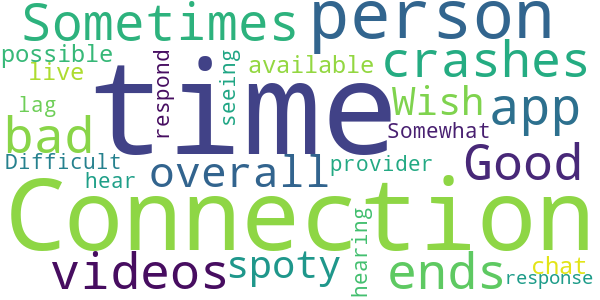 Sometimes person
possible crashes
live respond seeing available
time
lag Wish app
bad Somewhat
Difficult overall provider Good
hear
Connection
hearing
videos spoty ends chat
response